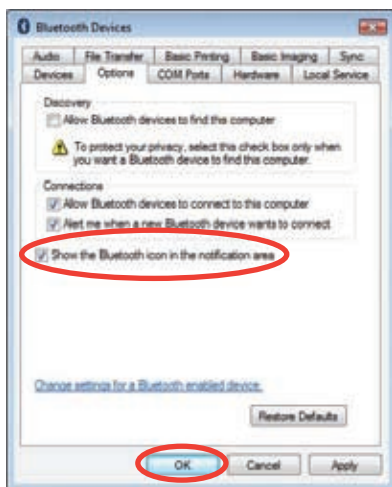 Bluetooth Devices
Audio File Transfer Basic Printing Basic Imaging Sync
Devices Options COM Ports Hardware Local Service
Discovery
Allow Bluetooth devices to find this computer
To protect your privacy, select this check box only when
you want a Bluetooth device to find this computer.
Connections
Allow Bluetooth devices to connect to this computer
Alert me when a new Bluetooth device wants to connect
Show the Bluetooth icon in the notification area
Change settings for a Bluetooth enabled device.
Restore Defaults
OK Cancel Apply